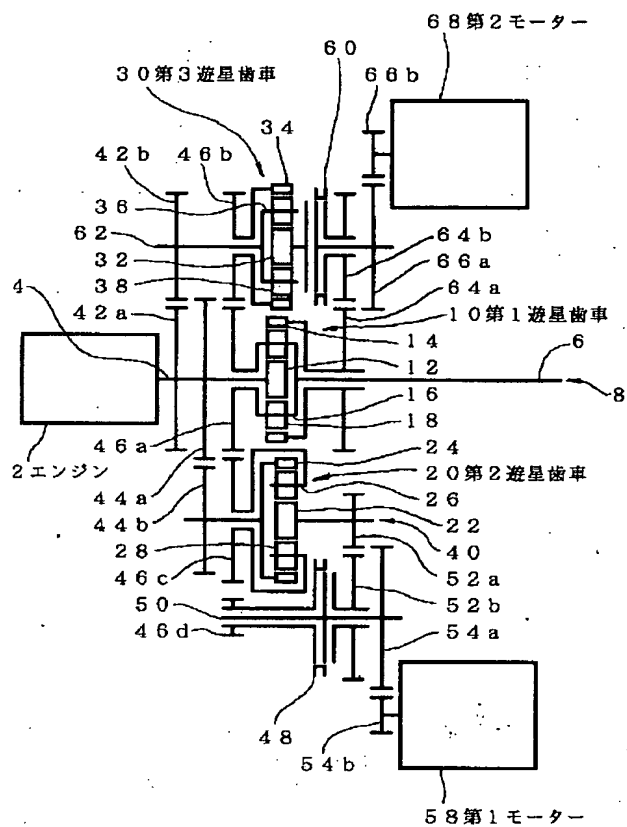 68第2モーター
60
30第3遊星歯車
66b
34
42b
46b
36
62
64b
32
66a
38
64a
4
42a
10第1遊星歯車
14
6
12
8
16
18
46a
24
2エンジン
44a
20第2遊星歯車
26
44b
22
28
40
46c
52a
50
52b
46d
54a
48
54b
58第1モーター